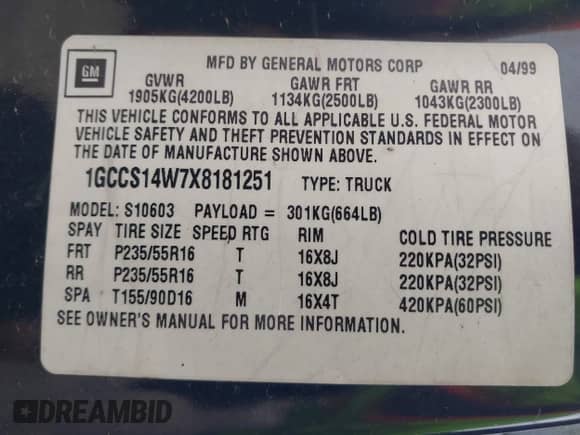 MFD BY GENERAL MOTORS CORP 04/99
GM
GVWR GAWR FRT GAWR RR
1905KG(4200LB) 1134KG(2500LB) 1043KG(2300LB)
THIS VEHICLE CONFORMS TO ALL APPLICABLE U.S. FEDERAL MOTOR
VEHICLE SAFETY AND THEFT PREVENTION STANDARDS IN EFFECT ON
THE DATE OF MANUFACTURE SHOWN ABOVE.
1GCCS14W7X8181251 TYPE: TRUCK
MODEL: S10603 PAYLOAD = 301KG(664LB)
SPAY TIRE SIZE SPEED RTG RIM COLD TIRE PRESSURE
FRT P235/55R16 T 16X8J 220KPA(32PSI)
RR P235/55R16 T 16X8J 220KPA(32PSI)
SPA T155/90D16 M 16X4T 420KPA(60PSI)
SEE OWNER'S MANUAL FOR MORE INFORMATION.
DREAMBID